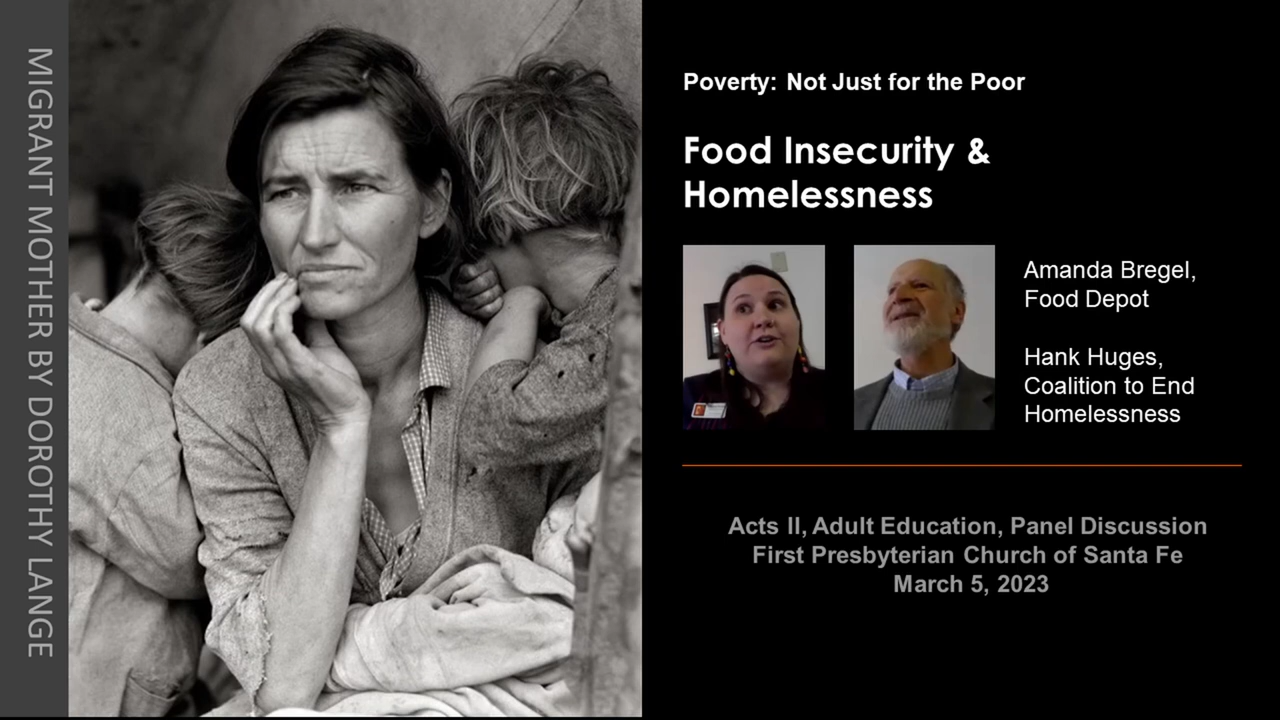 MIGRANT MOTHER BY DOROTHY LANGE
Poverty: Not Just for the Poor
Food Insecurity &
Homelessness
Amanda Bregel,
Food Depot
Hank Huges,
Coalition to End
Homelessness
Acts II, Adult Education, Panel Discussion
First Presbyterian Church of Santa Fe
March 5, 2023